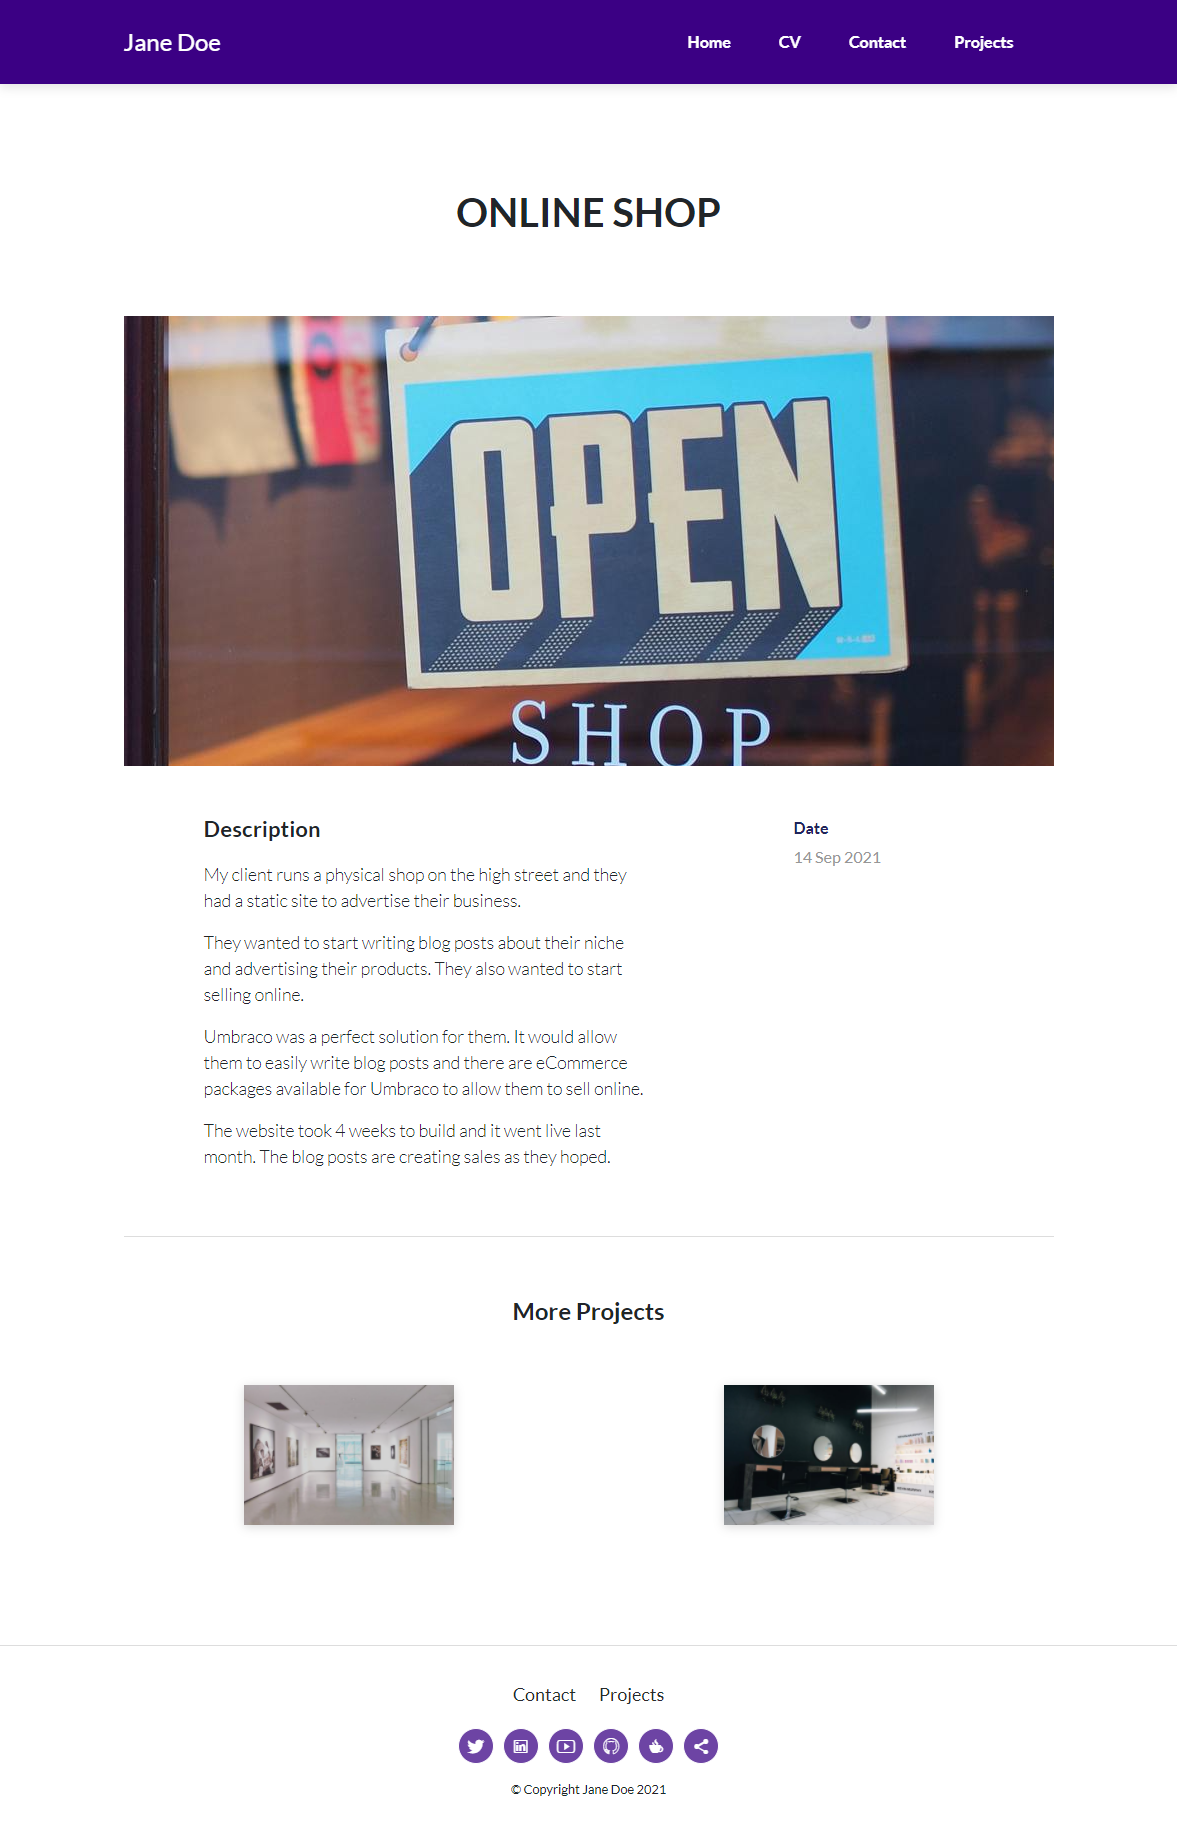 Jane Doe
Home CV Contact Projects
ONLINE SHOP
OPEN
SHOP
Description
My client runs a physical shop on the high street and they
had a static site to advertise their business.
They wanted to start writing blog posts about their niche
and advertising their products. They also wanted to start
selling online.
Umbraco was a perfect solution for them. It would allow
them to easily write blog posts and there are eCommerce
packages available for Umbraco to allow them to sell online.
The website took 4 weeks to build and it went live last
month. The blog posts are creating sales as they hoped.
Date
14 Sep 2021
More Projects
Contact Projects
in
© Copyright Jane Doe 2021